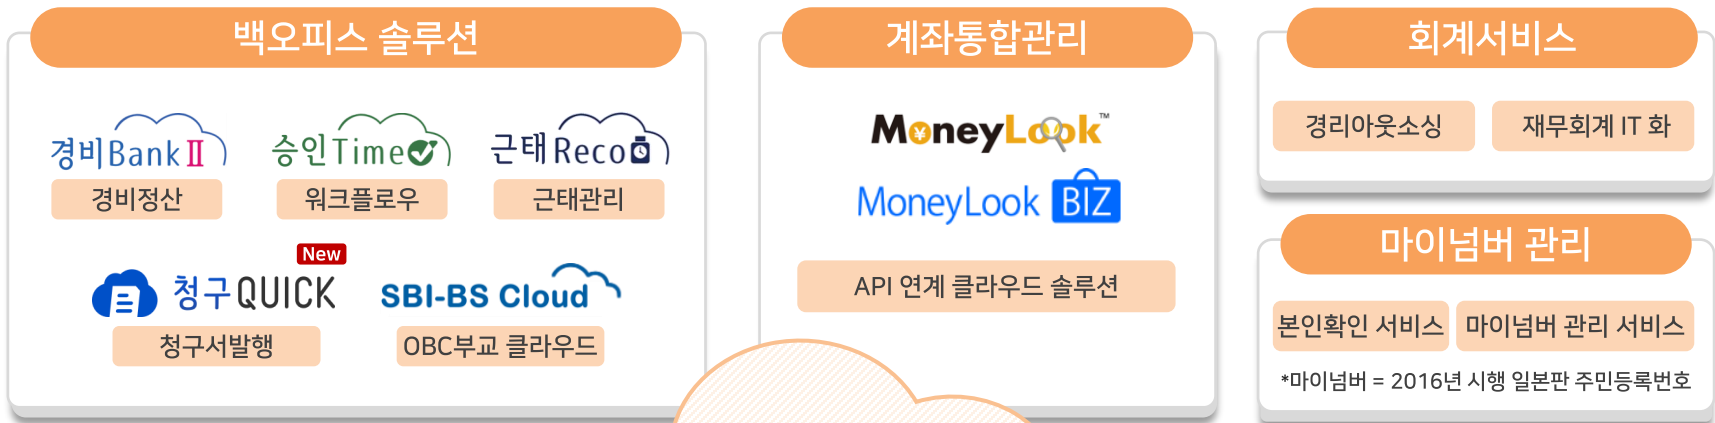 백오피스 솔루션
경비BankⅡ
승인Time
근태Reco
경비정산
워크플로우
근태관리
New
청구QUICK
SBI-BS Cloud
청구서발행
OBC부교 클라우드
계좌통합관리
MoneyLook™
MoneyLook BIZ
API 연계 클라우드 솔루션
회계서비스
경리아웃소싱
재무회계 IT 화
마이넘버 관리
본인확인 서비스
마이넘버 관리 서비스
*마이넘버 = 2016년 시행 일본판 주민등록번호